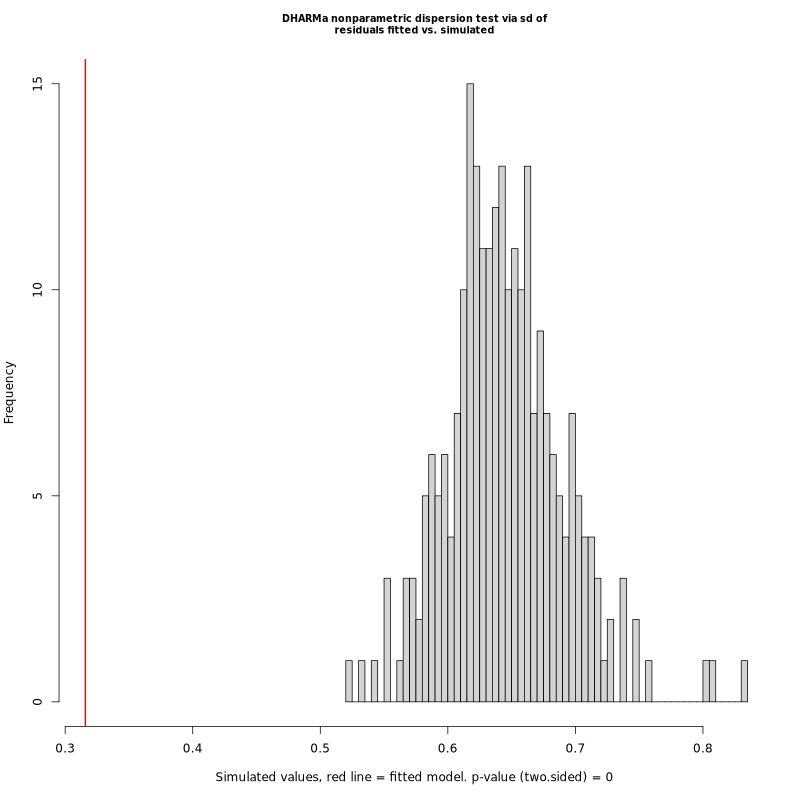 DHARMa nonparametric dispersion test via sd of
residuals fitted vs. simulated
Frequency
15
10
5
0
0.3 0.4 0.5 0.6 0.7 0.8
Simulated values, red line = fitted model. p-value (two.sided) = 0